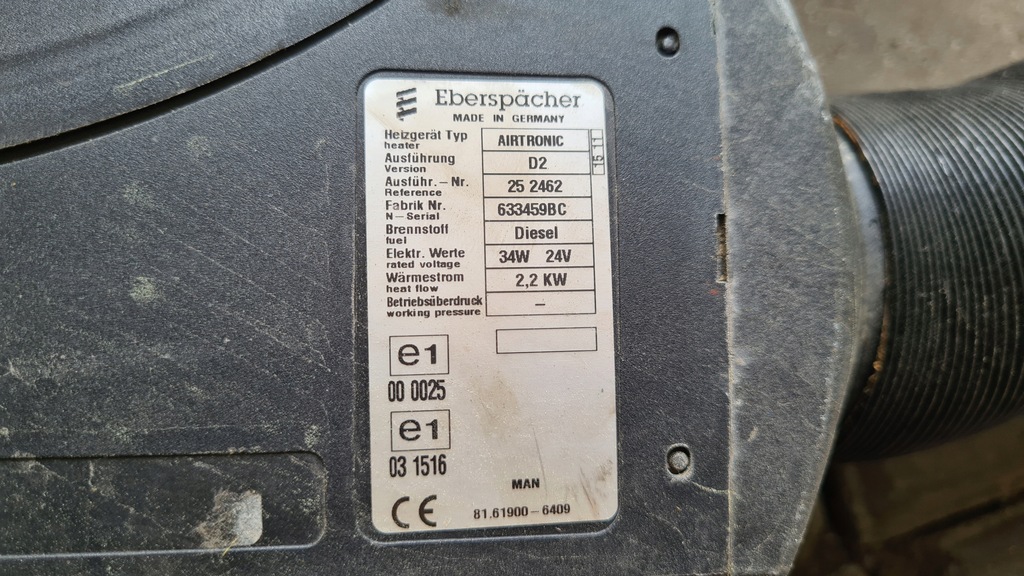 Eberspächer
MADE IN GERMANY
Heizgerät Typ AIRTRONIC
heater
Ausführung D2
Version
15 11
Ausführ.–Nr. 25 2462
Reference
Fabrik Nr. 633459BC
N–Serial
Brennstoff Diesel
fuel
Elektr. Werte 34W 24V
rated voltage
Wärmestrom 2,2 KW
heat flow
Betriebsüberdruck –
working pressure
e1
00 0025
e1
03 1516
MAN
CE 81.61900–6409